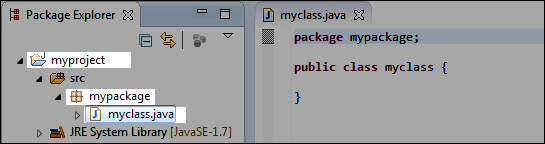 Package Explorer
myproject
src
mypackage
myclass.java
JRE System Library [JavaSE-1.7]
myclass.java
package mypackage;
public class myclass {
}